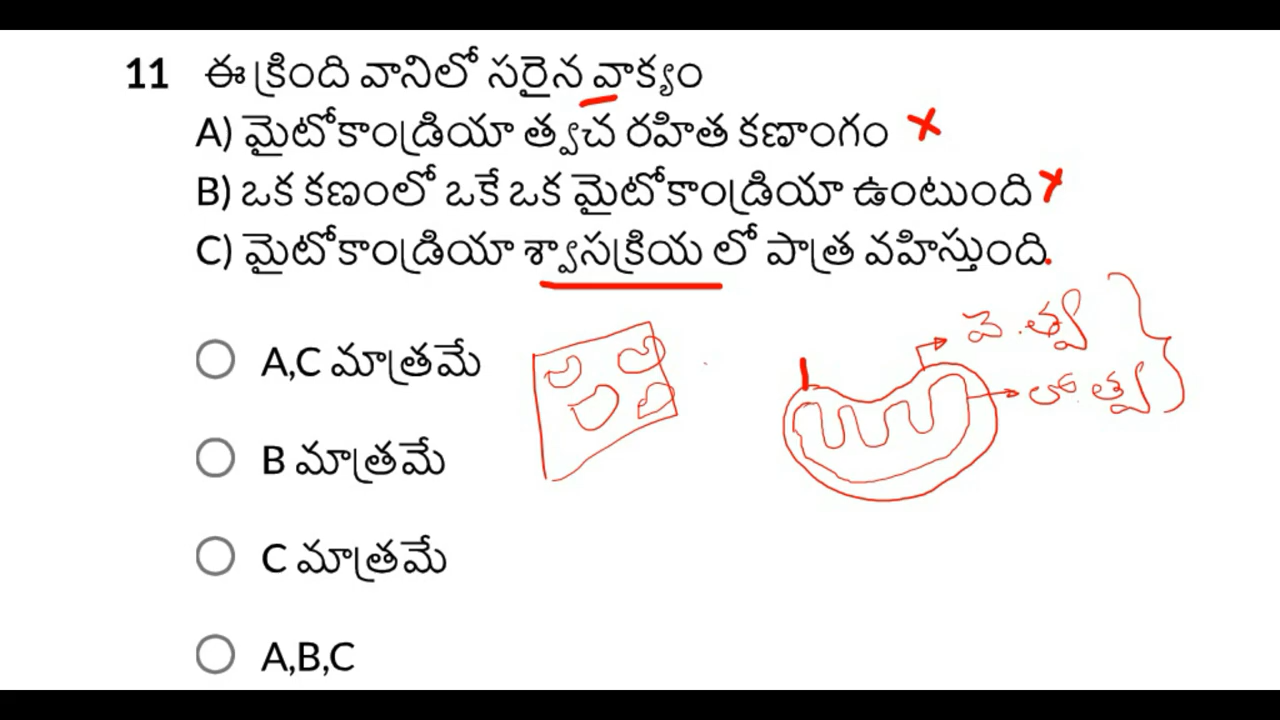 11 ఈ క్రింది వానిలో సరైన వాక్యం
A) మైటోకాండ్రియా త్వచ రహిత కణాంగం
B) ఒక కణంలో ఒకే ఒక మైటోకాండ్రియా ఉంటుంది
C) మైటోకాండ్రియా శ్వాసక్రియ లో పాత్ర వహిస్తుంది.
వె . త్వ
లో . త్వ
A,C మాత్రమే
B మాత్రమే
C మాత్రమే
A,B,C